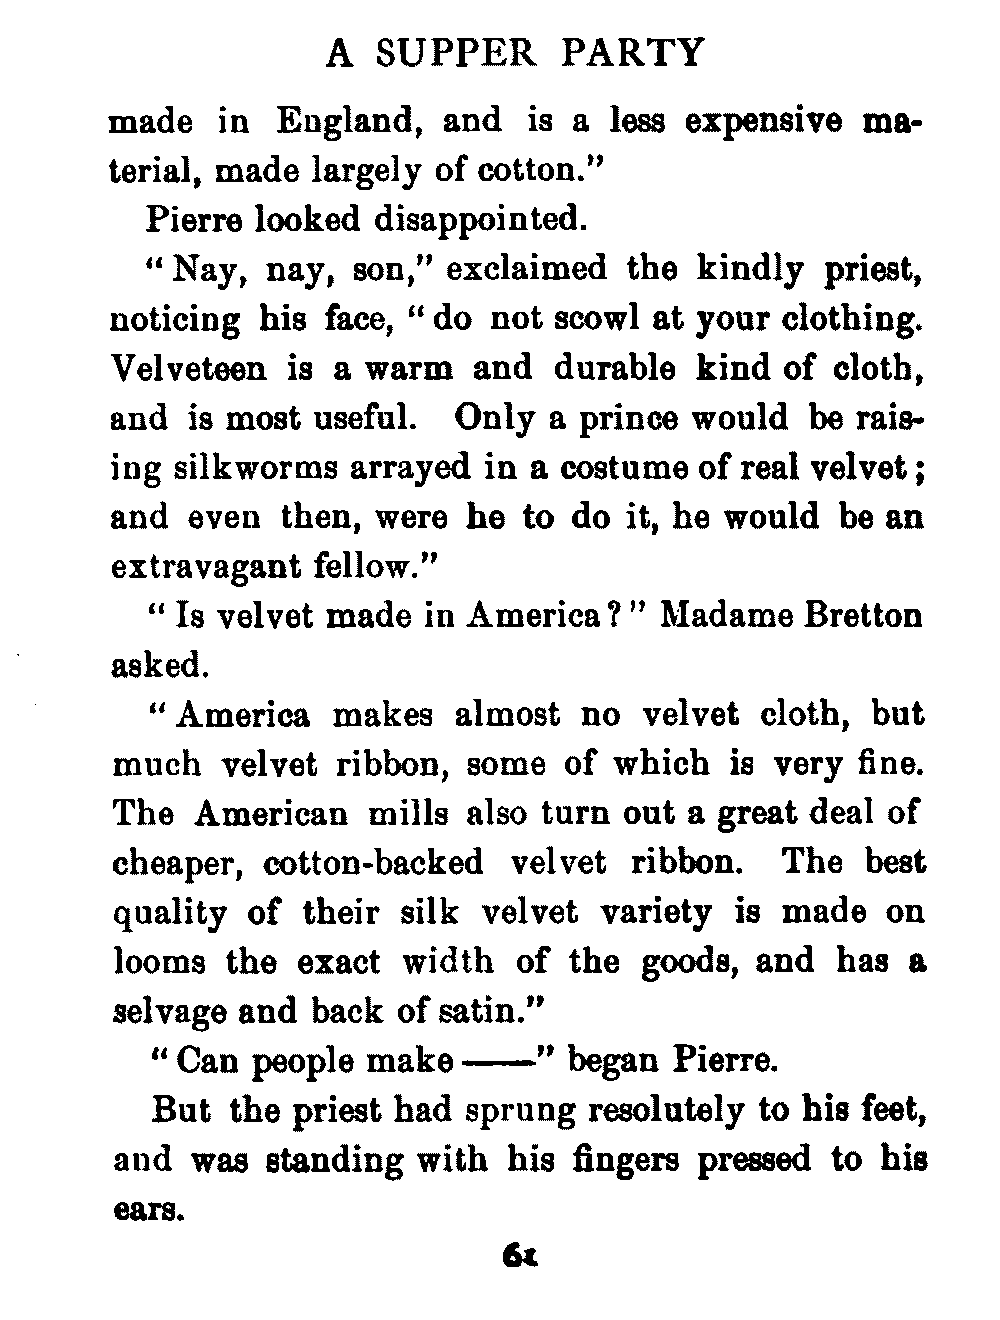 A SUPPER PARTY
made in England, and is a less expensive ma-
terial, made largely of cotton."
Pierre looked disappointed.
"Nay, nay, son," exclaimed the kindly priest,
noticing his face, "do not scowl at your clothing.
Velveteen is a warm and durable kind of cloth,
and is most useful. Only a prince would be rais-
ing silkworms arrayed in a costume of real velvet;
and even then, were he to do it, he would be an
extravagant fellow."
"Is velvet made in America?" Madame Bretton
asked.
"America makes almost no velvet cloth, but
much velvet ribbon, some of which is very fine.
The American mills also turn out a great deal of
cheaper, cotton-backed velvet ribbon. The best
quality of their silk velvet variety is made on
looms the exact width of the goods, and has a
selvage and back of satin."
"Can people make ——" began Pierre.
But the priest had sprung resolutely to his feet,
and was standing with his fingers pressed to his
ears.
61